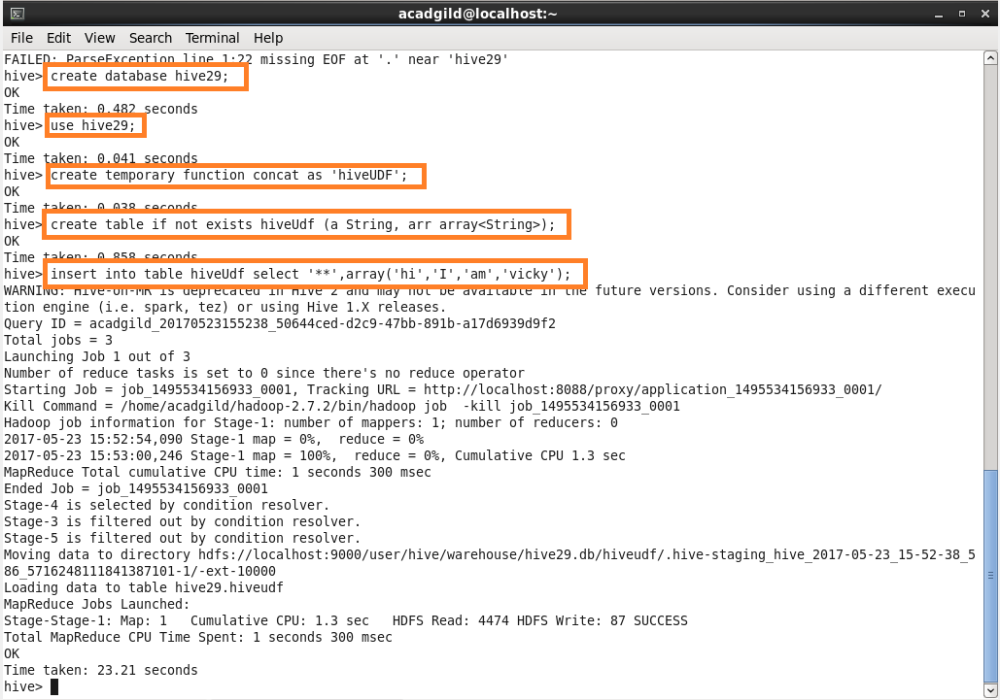 acadgild@localhost:~
File Edit View Search Terminal Help
FAILED: ParseException line 1:22 missing EOF at '.' near 'hive29'
hive> create database hive29;
OK
Time taken: 0.482 seconds
hive> use hive29;
OK
Time taken: 0.041 seconds
hive> create temporary function concat as 'hiveUDF';
OK
Time taken: 0.038 seconds
hive> create table if not exists hiveUdf (a String, arr array<String>);
OK
Time taken: 0.858 seconds
hive> insert into table hiveUdf select '**',array('hi','I','am','vicky');
WARNING: Hive-on-MR is deprecated in Hive 2 and may not be available in the future versions. Consider using a different execu
tion engine (i.e. spark, tez) or using Hive 1.X releases.
Query ID = acadgild_20170523155238_50644ced-d2c9-47bb-891b-a17d6939d9f2
Total jobs = 3
Launching Job 1 out of 3
Number of reduce tasks is set to 0 since there's no reduce operator
Starting Job = job_1495534156933_0001, Tracking URL = http://localhost:8088/proxy/application_1495534156933_0001/
Kill Command = /home/acadgild/hadoop-2.7.2/bin/hadoop job  -kill job_1495534156933_0001
Hadoop job information for Stage-1: number of mappers: 1; number of reducers: 0
2017-05-23 15:52:54,090 Stage-1 map = 0%,  reduce = 0%
2017-05-23 15:53:00,246 Stage-1 map = 100%,  reduce = 0%, Cumulative CPU 1.3 sec
MapReduce Total cumulative CPU time: 1 seconds 300 msec
Ended Job = job_1495534156933_0001
Stage-4 is selected by condition resolver.
Stage-3 is filtered out by condition resolver.
Stage-5 is filtered out by condition resolver.
Moving data to directory hdfs://localhost:9000/user/hive/warehouse/hive29.db/hiveudf/.hive-staging_hive_2017-05-23_15-52-38_5
86_5716248111841387101-1/-ext-10000
Loading data to table hive29.hiveudf
MapReduce Jobs Launched:
Stage-Stage-1: Map: 1   Cumulative CPU: 1.3 sec   HDFS Read: 4474 HDFS Write: 87 SUCCESS
Total MapReduce CPU Time Spent: 1 seconds 300 msec
OK
Time taken: 23.21 seconds
hive>